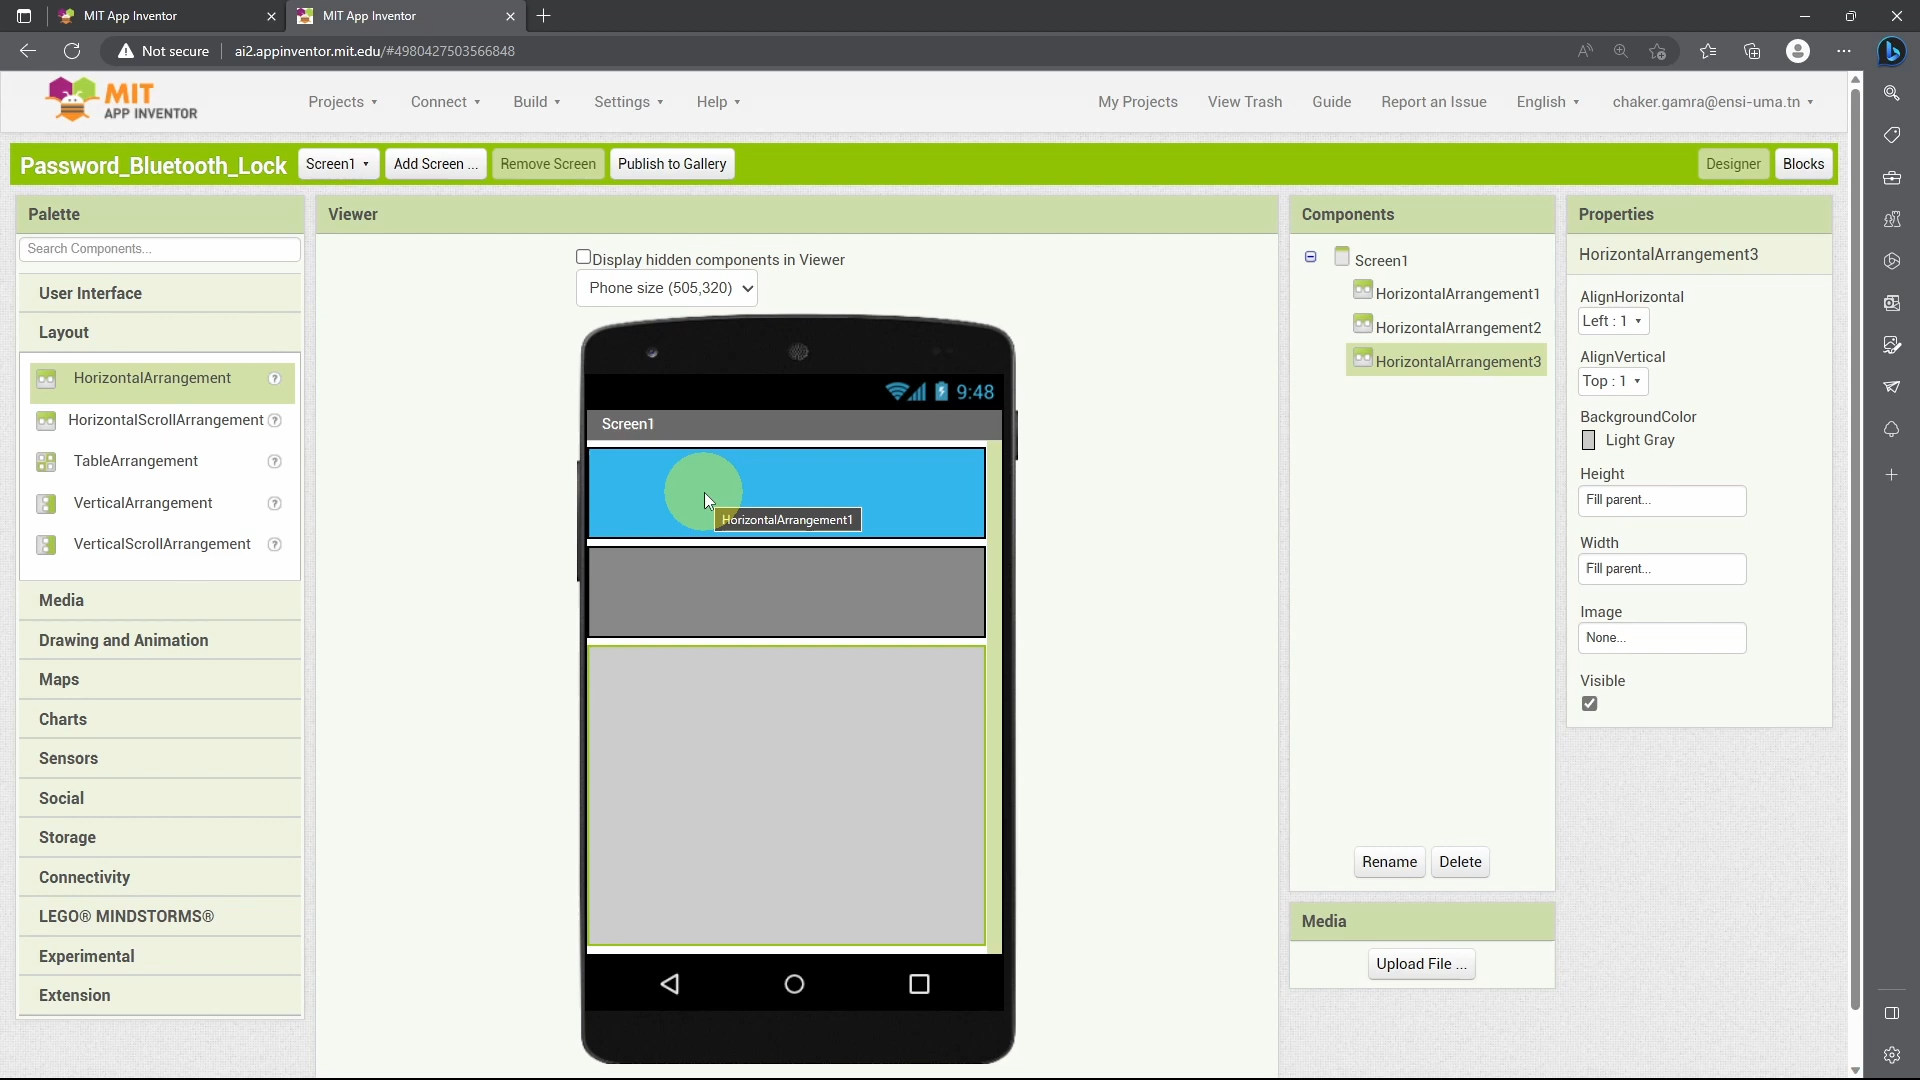 MIT App Inventor
MIT App Inventor
Not secure
ai2.appinventor.mit.edu/#4980427503566848
MIT
APP INVENTOR
Projects
Connect
Build
Settings
Help
My Projects
View Trash
Guide
Report an Issue
English
chaker.gamra@ensi-uma.tn
Password_Bluetooth_Lock
Screen1
Add Screen ...
Remove Screen
Publish to Gallery
Designer
Blocks
Palette
Search Components...
User Interface
Layout
HorizontalArrangement
?
HorizontalScrollArrangement
?
TableArrangement
?
VerticalArrangement
?
VerticalScrollArrangement
?
Media
Drawing and Animation
Maps
Charts
Sensors
Social
Storage
Connectivity
LEGO® MINDSTORMS®
Experimental
Extension
Viewer
Display hidden components in Viewer
Phone size (505,320)
9:48
Screen1
HorizontalArrangement1
Components
Screen1
HorizontalArrangement1
HorizontalArrangement2
HorizontalArrangement3
Rename
Delete
Media
Upload File ...
Properties
HorizontalArrangement3
AlignHorizontal
Left : 1
AlignVertical
Top : 1
BackgroundColor
Light Gray
Height
Fill parent...
Width
Fill parent...
Image
None...
Visible